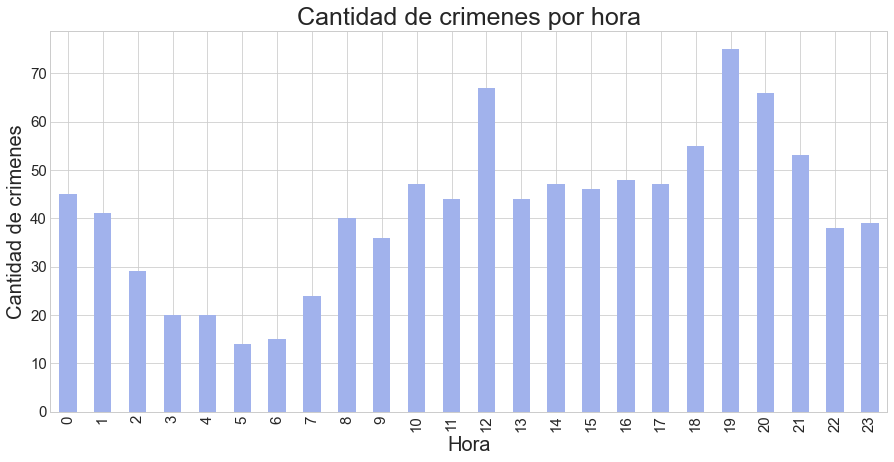 Cantidad de crimenes por hora
Cantidad de crimenes
70
60
50
40
30
20
10
0
0 1 2 3 4 5 6 7 8 9 10 11 12 13 14 15 16 17 18 19 20 21 22 23
Hora